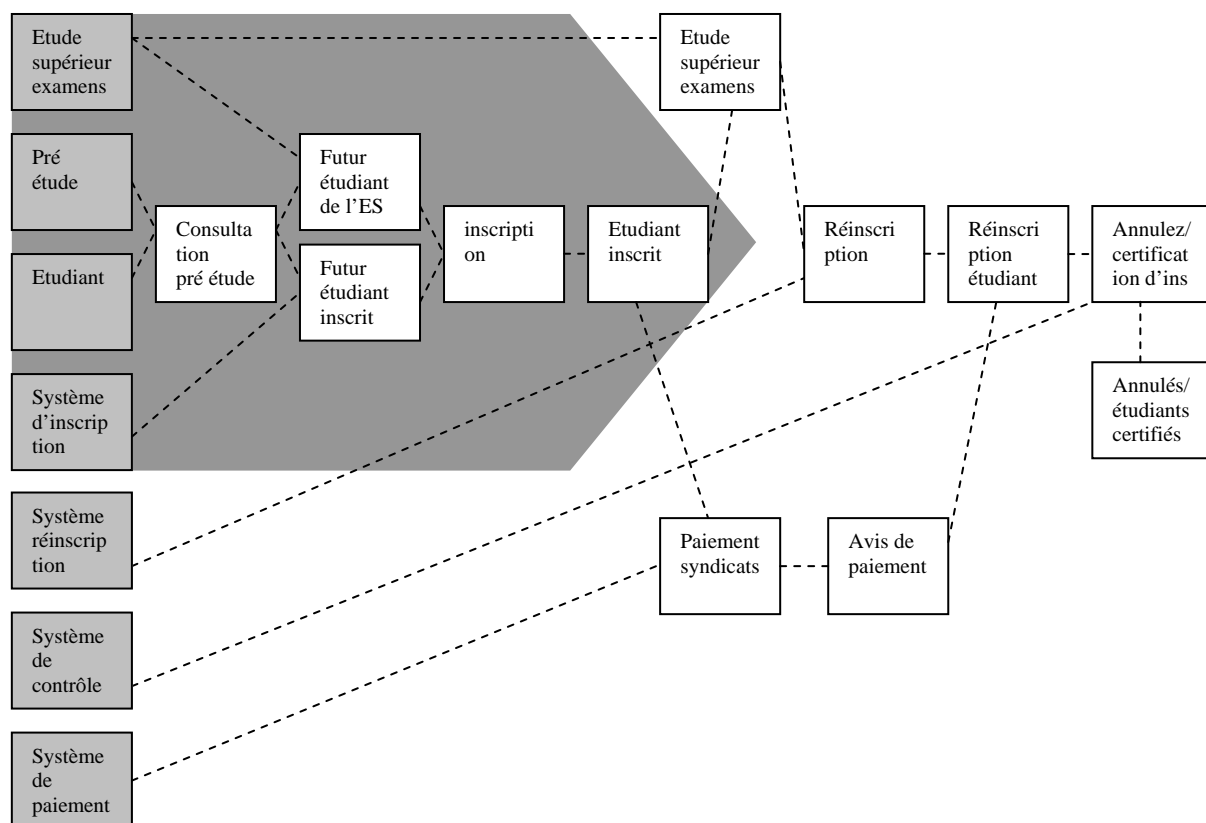 Etude
supérieur
examens
Etude
supérieur
examens
Pré
étude
Futur
étudiant
de l’ES
Consulta
tion
pré étude
inscripti
on
Etudiant
inscrit
Réinscri
ption
Réinscri
ption
étudiant
Annulez/
certificat
ion d’ins
Etudiant
Futur
étudiant
inscrit
Système
d’inscrip
tion
Annulés/
étudiants
certifiés
Système
réinscrip
tion
Paiement
syndicats
Avis de
paiement
Système
de
contrôle
Système
de
paiement